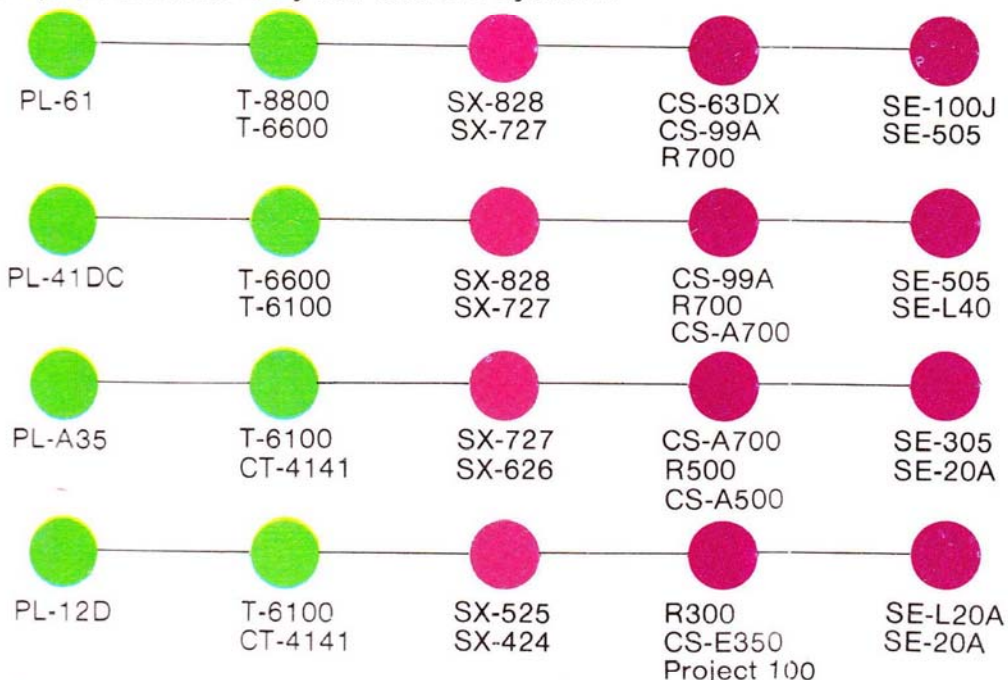 PL-61 T-8800 SX-828 CS-63DX SE-100J
T-6600 SX-727 CS-99A SE-505
R700
PL-41DC T-6600 SX-828 CS-99A SE-505
T-6100 SX-727 R700 SE-L40
CS-A700
PL-A35 T-6100 SX-727 CS-A700 SE-305
CT-4141 SX-626 R500 SE-20A
CS-A500
PL-12D T-6100 SX-525 R300 SE-L20A
CT-4141 SX-424 CS-E350 SE-20A
Project 100